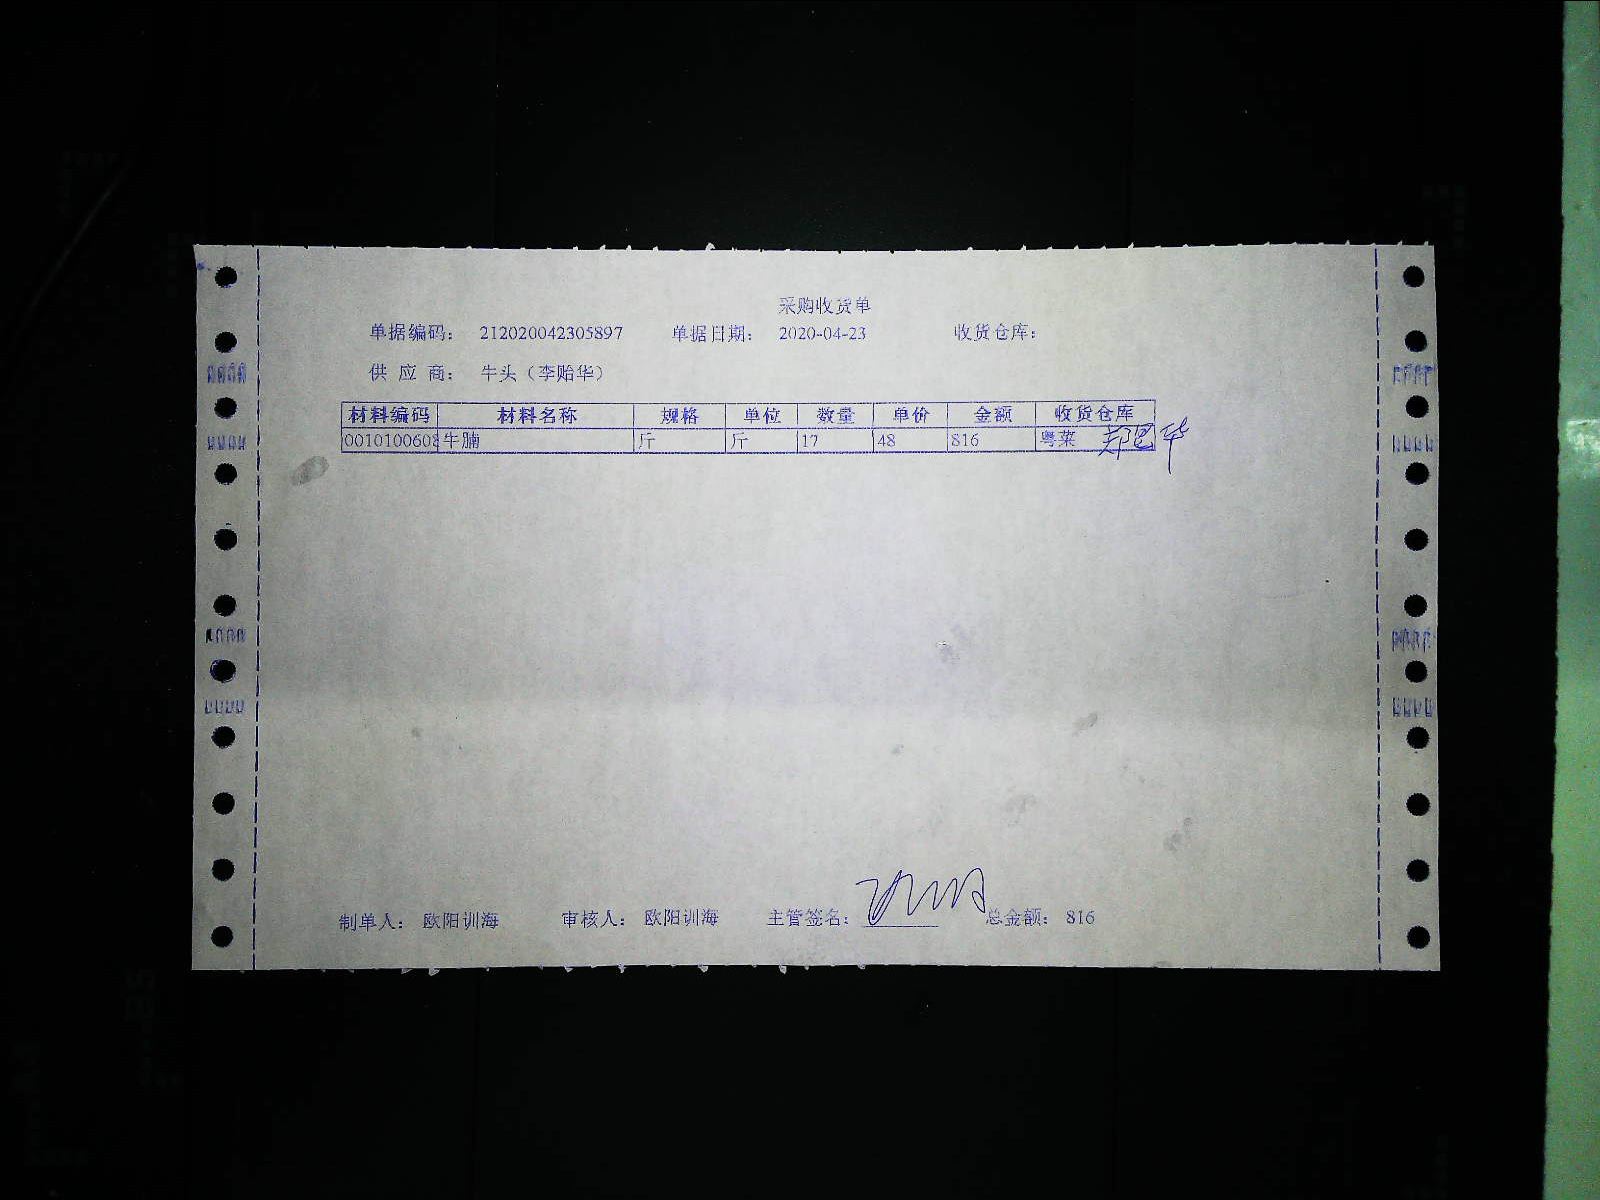 采购收货单
单据编码: 212020042305897 单据日期: 2020-04-23 收货仓库:
供 应 商: 牛头(李贻华)
材料编码 材料名称 规格 单位 数量 单价 金额 收货仓库
0010100608 牛腩 斤 斤 17 48 816 粤菜
制单人: 欧阳训海 审核人: 欧阳训海 主管签名: 总金额: 816